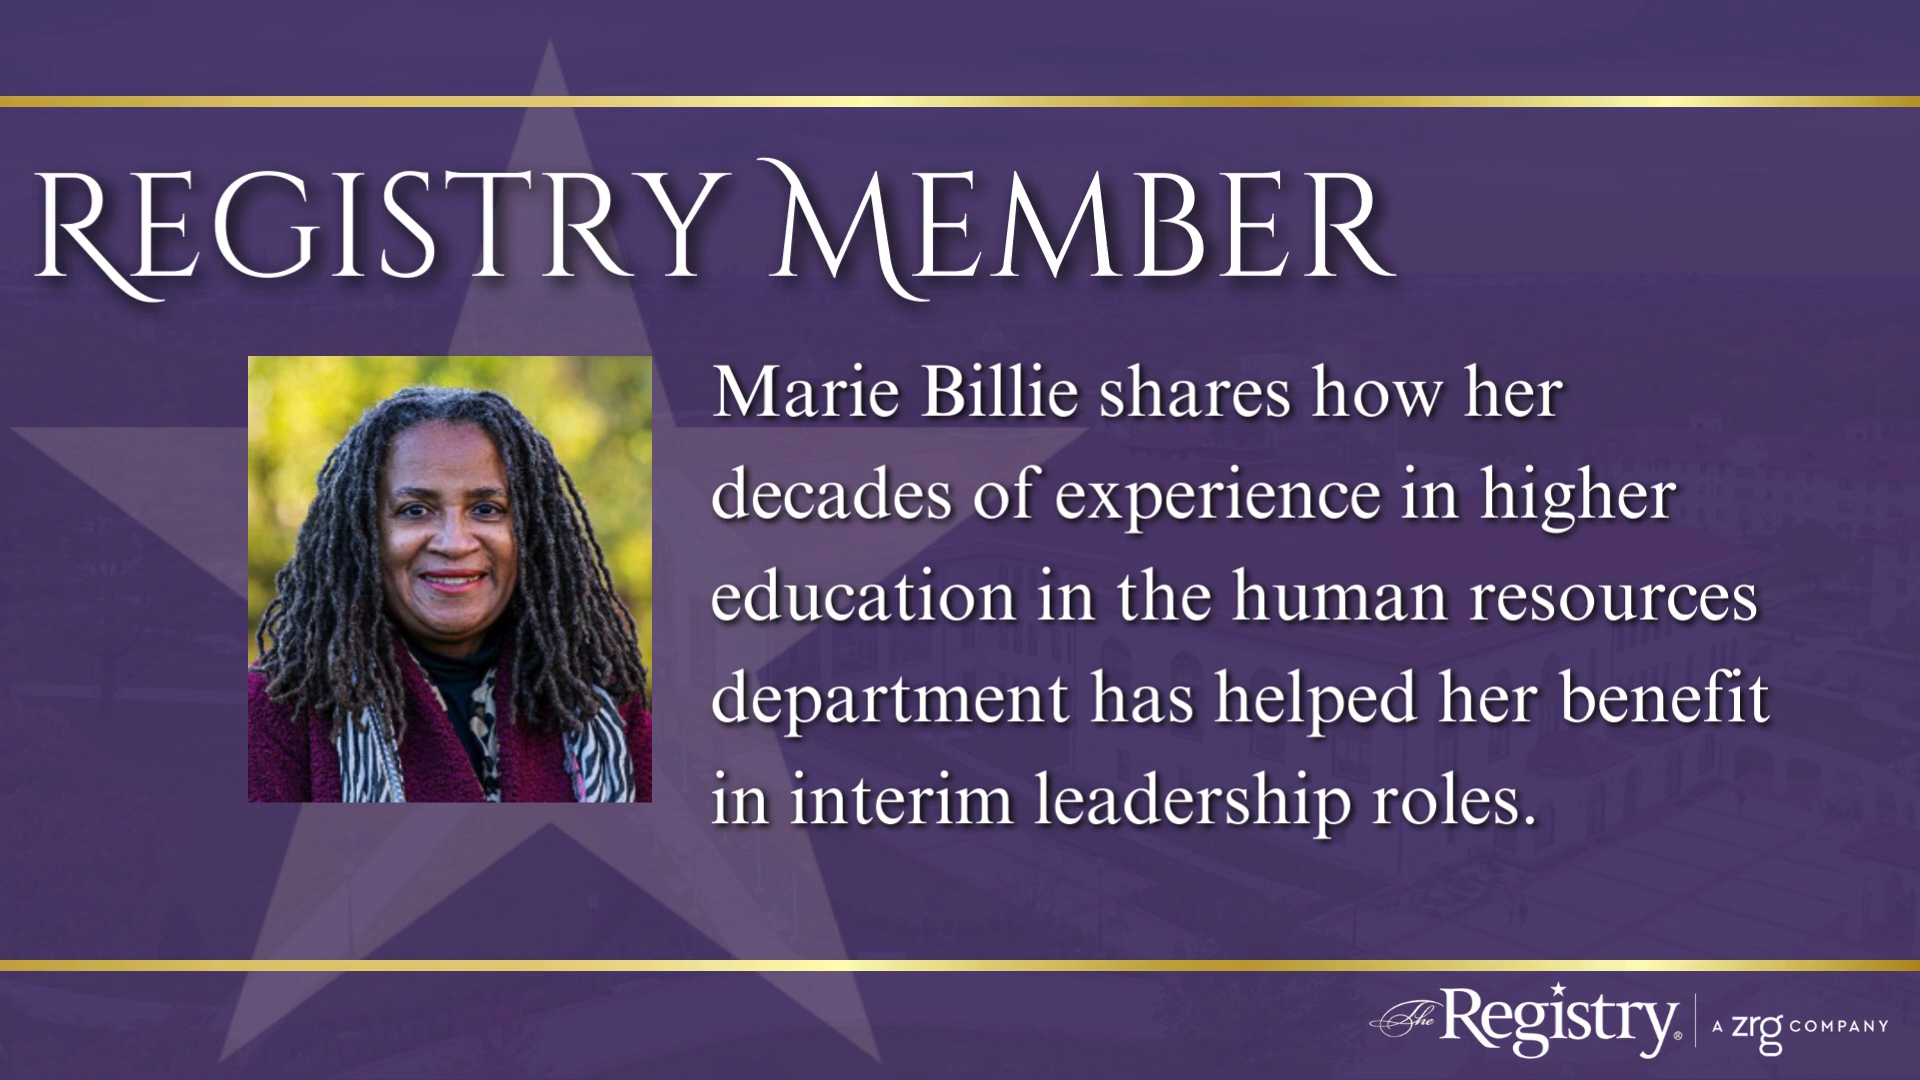 REGISTRY MEMBER
Marie Billie shares how her
decades of experience in higher
education in the human resources
department has helped her benefit
in interim leadership roles.
The Registry® | A zrg COMPANY